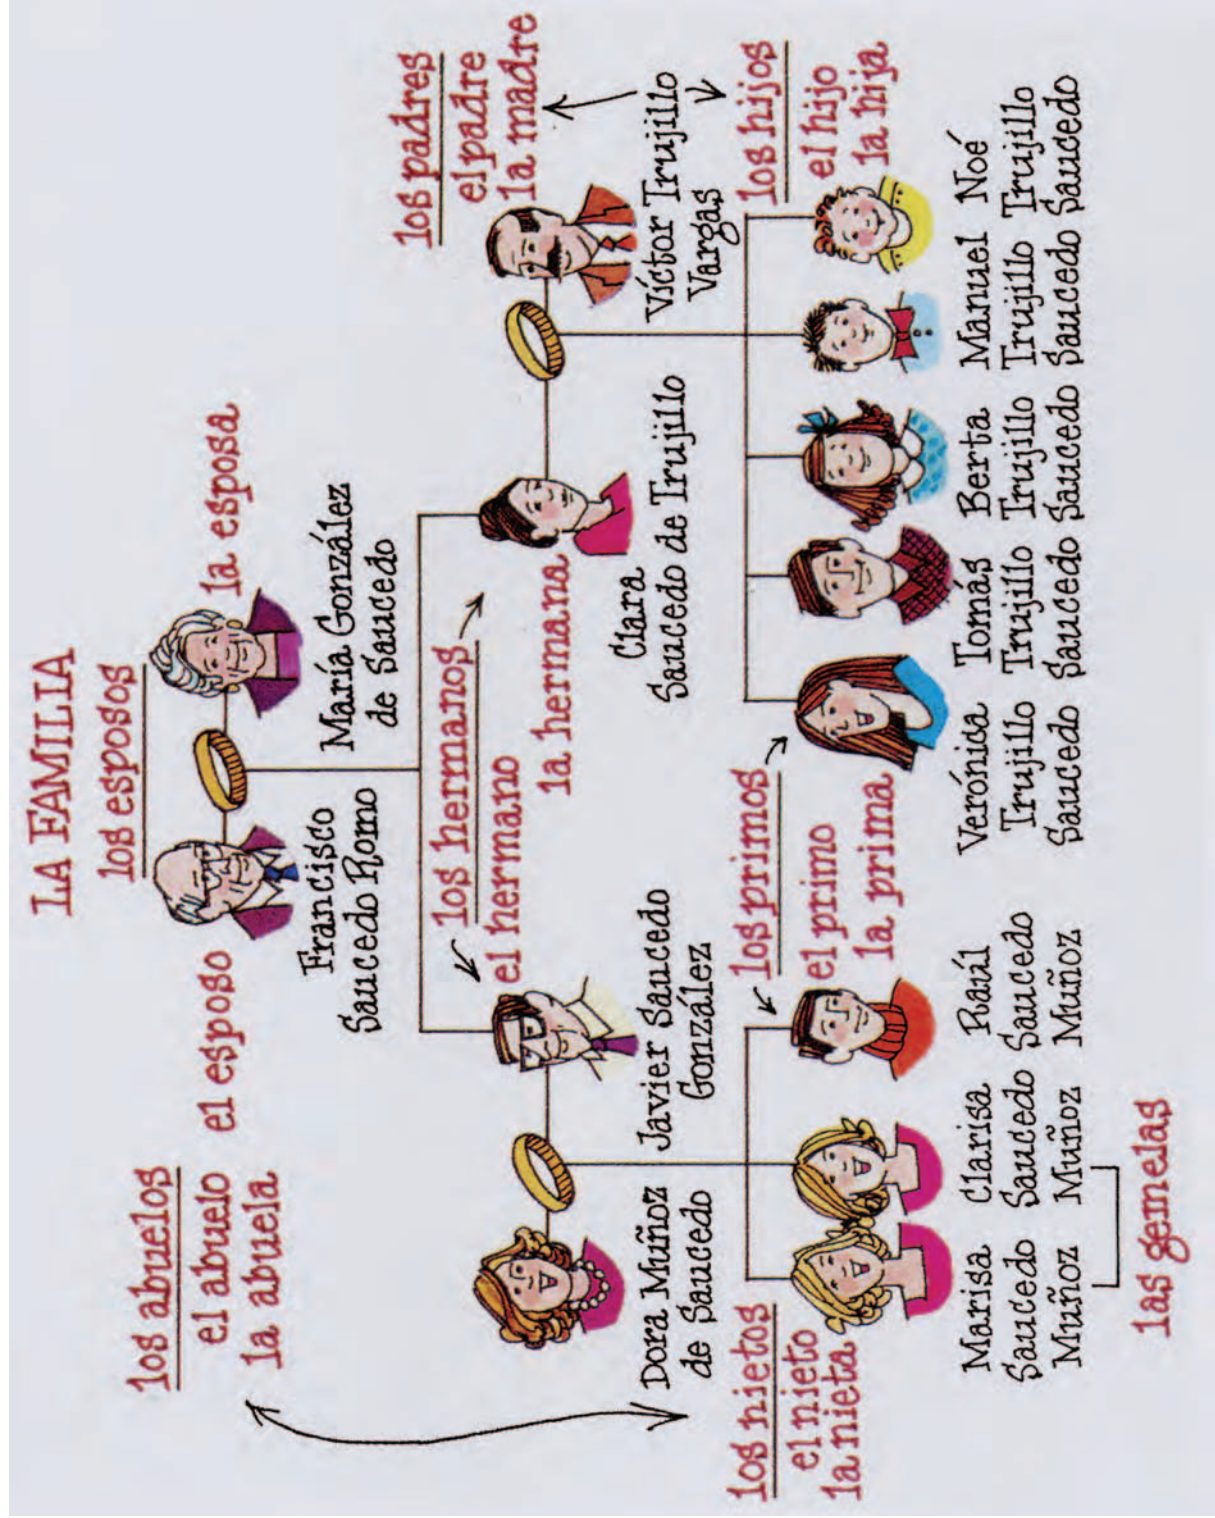 LA FAMILIA
los abuelos
el abuelo
la abuela
los esposos
el esposo
la esposa
Francisco
Saucedo Romo
María González
de Saucedo
los hermanos
el hermano
la hermana
los padres
el padre
la madre
Dora Muñoz
de Saucedo
Javier Saucedo
González
Clara
Saucedo de Trujillo
Víctor Trujillo
Vargas
los nietos
el nieto
la nieta
los primos
el primo
la prima
los hijos
el hijo
la hija
Marisa
Saucedo
Muñoz
Clarisa
Saucedo
Muñoz
Raúl
Saucedo
Muñoz
Verónica
Trujillo
Saucedo
Tomás
Trujillo
Saucedo
Berta
Trujillo
Saucedo
Manuel
Trujillo
Saucedo
Noé
Trujillo
Saucedo
las gemelas